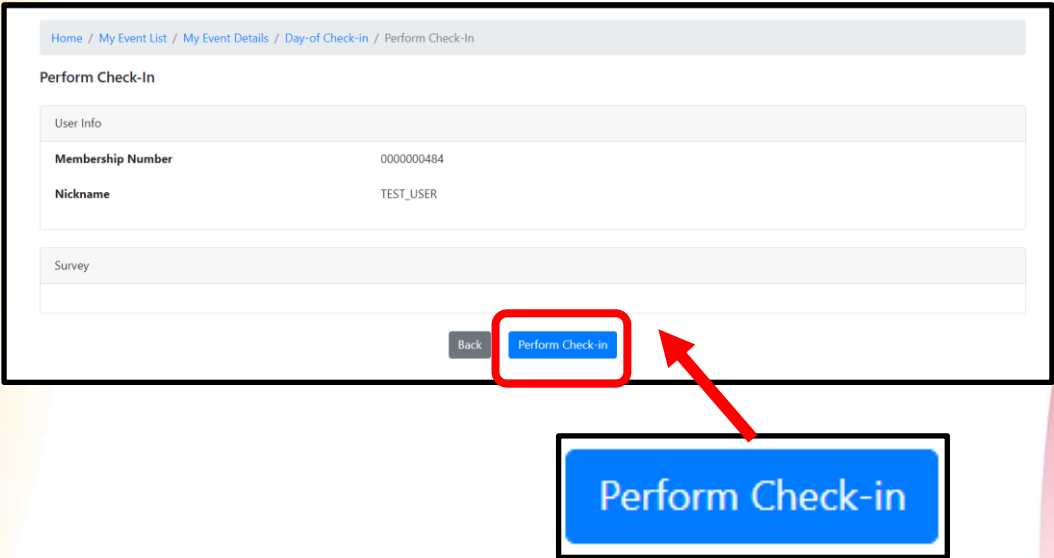 Home / My Event List / My Event Details / Day-of Check-in / Perform Check-In
Perform Check-In
User Info
Membership Number 0000000484
Nickname TEST_USER
Survey
Back Perform Check-in
Perform Check-in